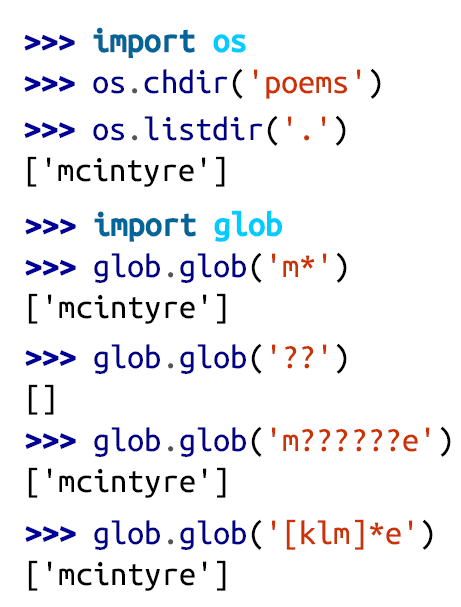 >>> import os
>>> os.chdir('poems')
>>> os.listdir('.')
['mcintyre']
>>> import glob
>>> glob.glob('m*')
['mcintyre']
>>> glob.glob('??')
[]
>>> glob.glob('m??????e')
['mcintyre']
>>> glob.glob('[klm]*e')
['mcintyre']